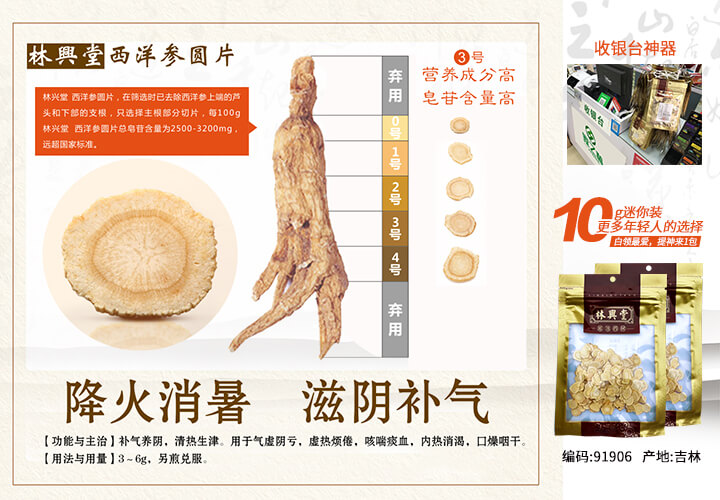 林興堂西洋参圆片
林兴堂 西洋参圆片，在筛选时已去除西洋参上端的芦
头和下部的支根，只选择主根部分切片，每100g
林兴堂 西洋参圆片总皂苷含量为2500-3200mg，
远超国家标准。
弃用
0号
1号
2号
3号
4号
弃用
3号
营养成分高
皂苷含量高
降火消暑 滋阴补气
【功能与主治】补气养阴，清热生津。用于气虚阴亏，虚热烦倦，咳喘痰血，内热消渴，口燥咽干。
【用法与用量】3~6g，另煎兑服。
收银台神器
收银台
10g迷你装
更多年轻人的选择
白领最爱，提神来1包
林興堂
编码:91906 产地:吉林